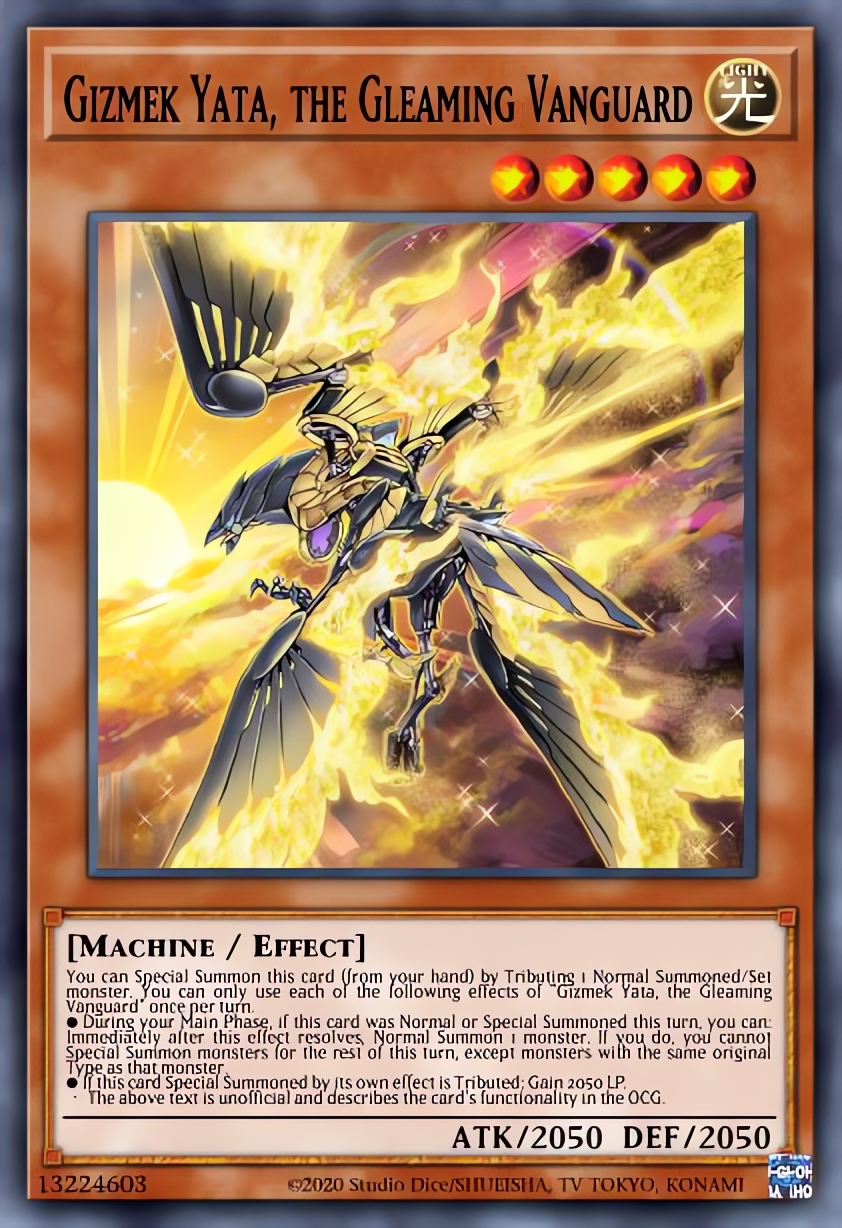 Gizmek Yata, the Gleaming Vanguard
LIGHT
光
[Machine / Effect]
You can Special Summon this card (from your hand) by Tributing 1 Normal Summoned/Set
monster. You can only use each of the following effects of "Gizmek Yata, the Gleaming
Vanguard" once per turn.
● During your Main Phase, if this card was Normal or Special Summoned this turn, you can:
Immediately after this effect resolves, Normal Summon 1 monster. If you do, you cannot
Special Summon monsters for the rest of this turn, except monsters with the same original
Type as that monster.
● If this card Special Summoned by its own effect is Tributed; Gain 2050 LP.
· The above text is unofficial and describes the card's functionality in the OCG.
ATK/2050 DEF/2050
13224603
©2020 Studio Dice/SHUEISHA, TV TOKYO, KONAMI